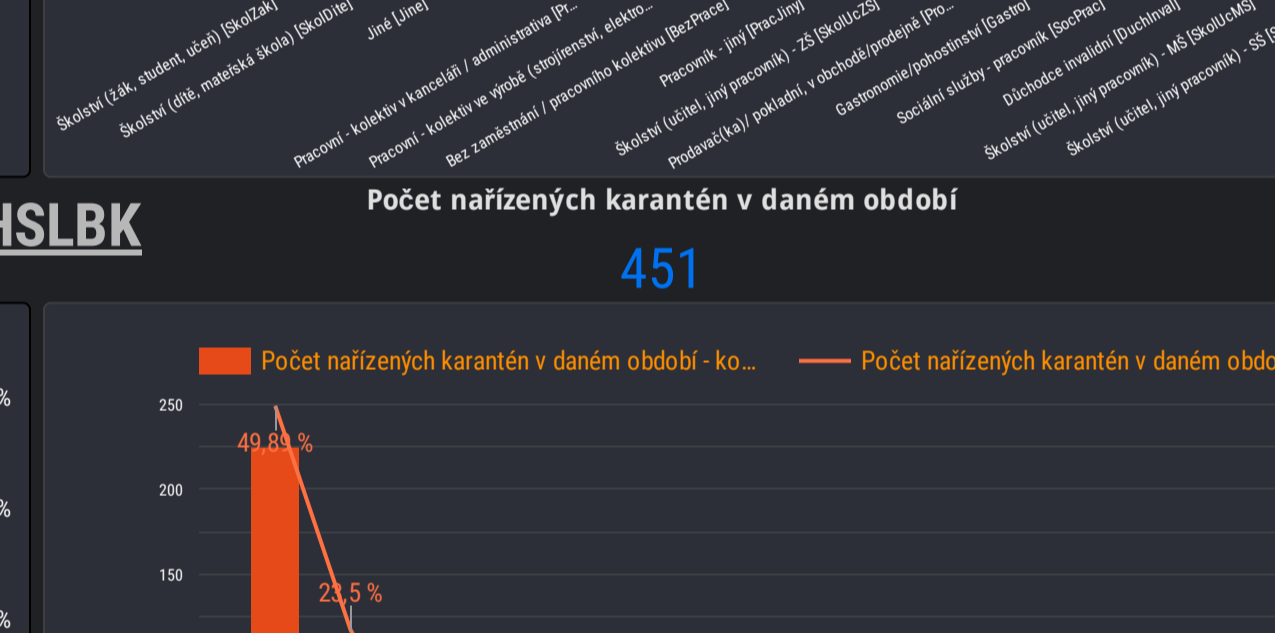 Školství (žák, student, učeň) [SkolZak]
Školství (dítě, mateřská škola) [SkolDite]
Jiné [Jine]
Pracovní - kolektiv v kanceláři / administrativa [Pr...
Pracovní - kolektiv ve výrobě (strojírenství, elektro...
Bez zaměstnání / pracovního kolektivu [BezPrace]
Pracovník - jiný [PracJiny]
Školství (učitel, jiný pracovník) - ZŠ [SkolUcZS]
Prodavač(ka)/ pokladní, v obchodě/prodejně [Pro...
Gastronomie/pohostinství [Gastro]
Sociální služby - pracovník [SocPrac]
Důchodce invalidní [DuchInval]
Školství (učitel, jiný pracovník) - MŠ [SkolUcMS]
Školství (učitel, jiný pracovník) - SŠ [S
Počet nařízených karantén v daném období
HSLBK
451
Počet nařízených karantén v daném období - ko...
Počet nařízených karantén v daném obdo
%
250
49,89 %
200
%
150
23,5 %
%